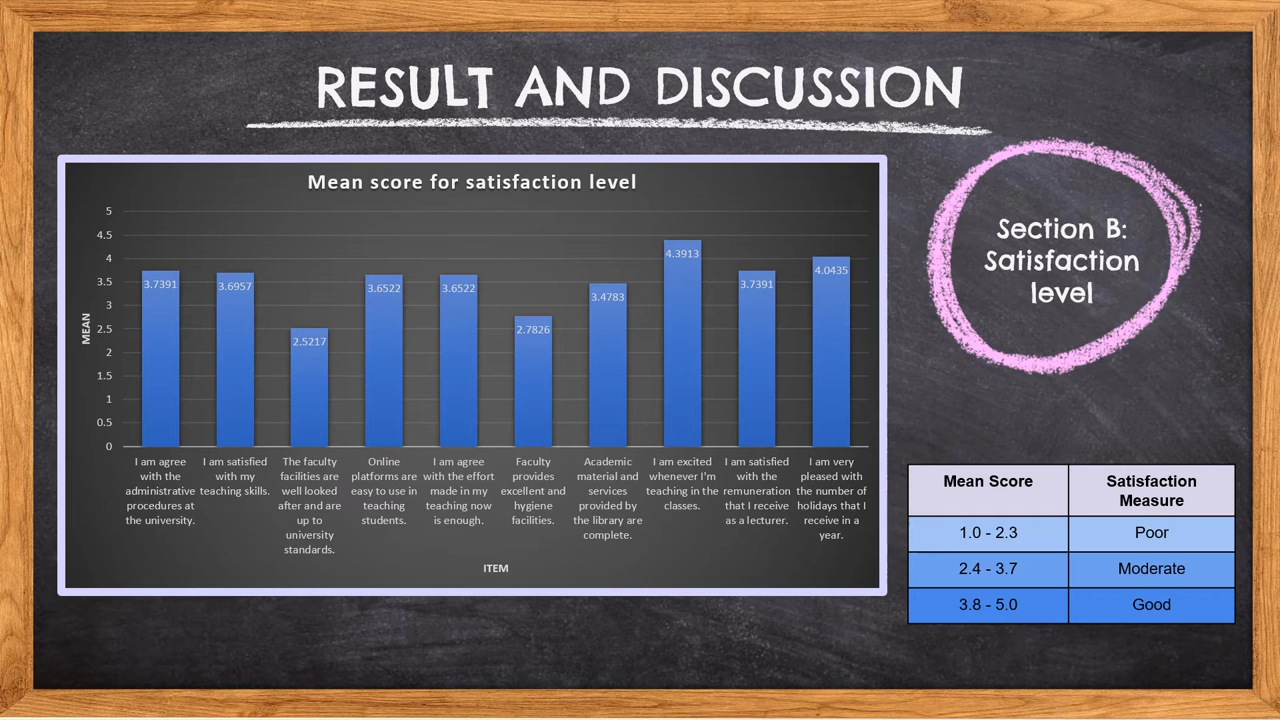 RESULT AND DISCUSSION
Mean score for satisfaction level
5
4.5
4
3.5
3
2.5
2
1.5
1
0.5
0
MEAN
3.7391
3.6957
2.5217
3.6522
3.6522
2.7826
3.4783
4.3913
3.7391
4.0435
I am agree
with the
administrative
procedures at
the university.
I am satisfied
with my
teaching skills.
The faculty
facilities are
well looked
after and are
up to
university
standards.
Online
platforms are
easy to use in
teaching
students.
I am agree
with the effort
made in my
teaching now
is enough.
Faculty
provides
excellent and
hygiene
facilities.
Academic
material and
services
provided by
the library are
complete.
I am excited
whenever I'm
teaching in the
classes.
I am satisfied
with the
remuneration
that I receive
as a lecturer.
I am very
pleased with
the number of
holidays that I
receive in a
year.
ITEM
Section B:
Satisfaction
level
Mean Score
Satisfaction
Measure
1.0 - 2.3 Poor
2.4 - 3.7 Moderate
3.8 - 5.0 Good